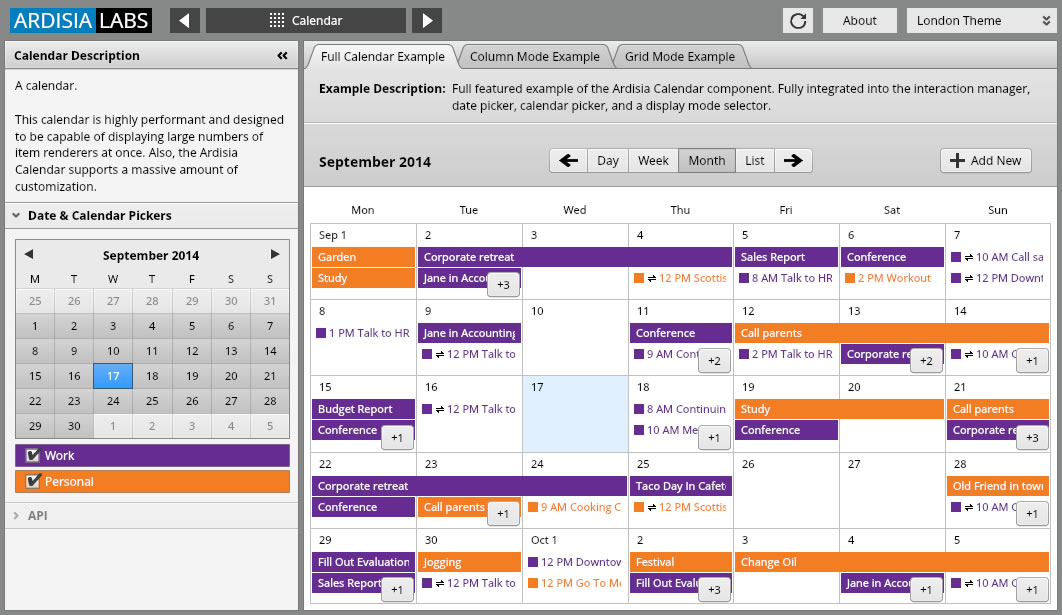 ARDISIA LABS
Calendar
About
London Theme
Calendar Description
A calendar.
This calendar is highly performant and designed
to be capable of displaying large numbers of
item renderers at once. Also, the Ardisia
Calendar supports a massive amount of
customization.
Date & Calendar Pickers
September 2014
M T W T F S S
25 26 27 28 29 30 31
1 2 3 4 5 6 7
8 9 10 11 12 13 14
15 16 17 18 19 20 21
22 23 24 25 26 27 28
29 30 1 2 3 4 5
Work
Personal
API
Full Calendar Example Column Mode Example Grid Mode Example
Example Description: Full featured example of the Ardisia Calendar component. Fully integrated into the interaction manager,
date picker, calendar picker, and a display mode selector.
September 2014 Day Week Month List Add New
Mon Tue Wed Thu Fri Sat Sun
Sep 1 2 3 4 5 6 7
Garden Corporate retreat Sales Report Conference 10 AM Call sa
Study Jane in Accou +3 12 PM Scottis 8 AM Talk to HR 2 PM Workout 12 PM Downt
8 9 10 11 12 13 14
1 PM Talk to HR Jane in Accounting Conference Call parents
12 PM Talk to 9 AM Cont +2 2 PM Talk to HR Corporate re +2 10 AM C +1
15 16 17 18 19 20 21
Budget Report 12 PM Talk to 8 AM Continuin Study Call parents
Conference +1 10 AM Me +1 Conference Corporate re +3
22 23 24 25 26 27 28
Corporate retreat Taco Day In Cafete Old Friend in town
Conference Call parents +1 9 AM Cooking C 12 PM Scottis 10 AM C +1
29 30 Oct 1 2 3 4 5
Fill Out Evaluation Jogging 12 PM Downtow Festival Change Oil
Sales Report +1 12 PM Talk to 12 PM Go To Mo Fill Out Evalu +3 Jane in Accou +1 10 AM C +1